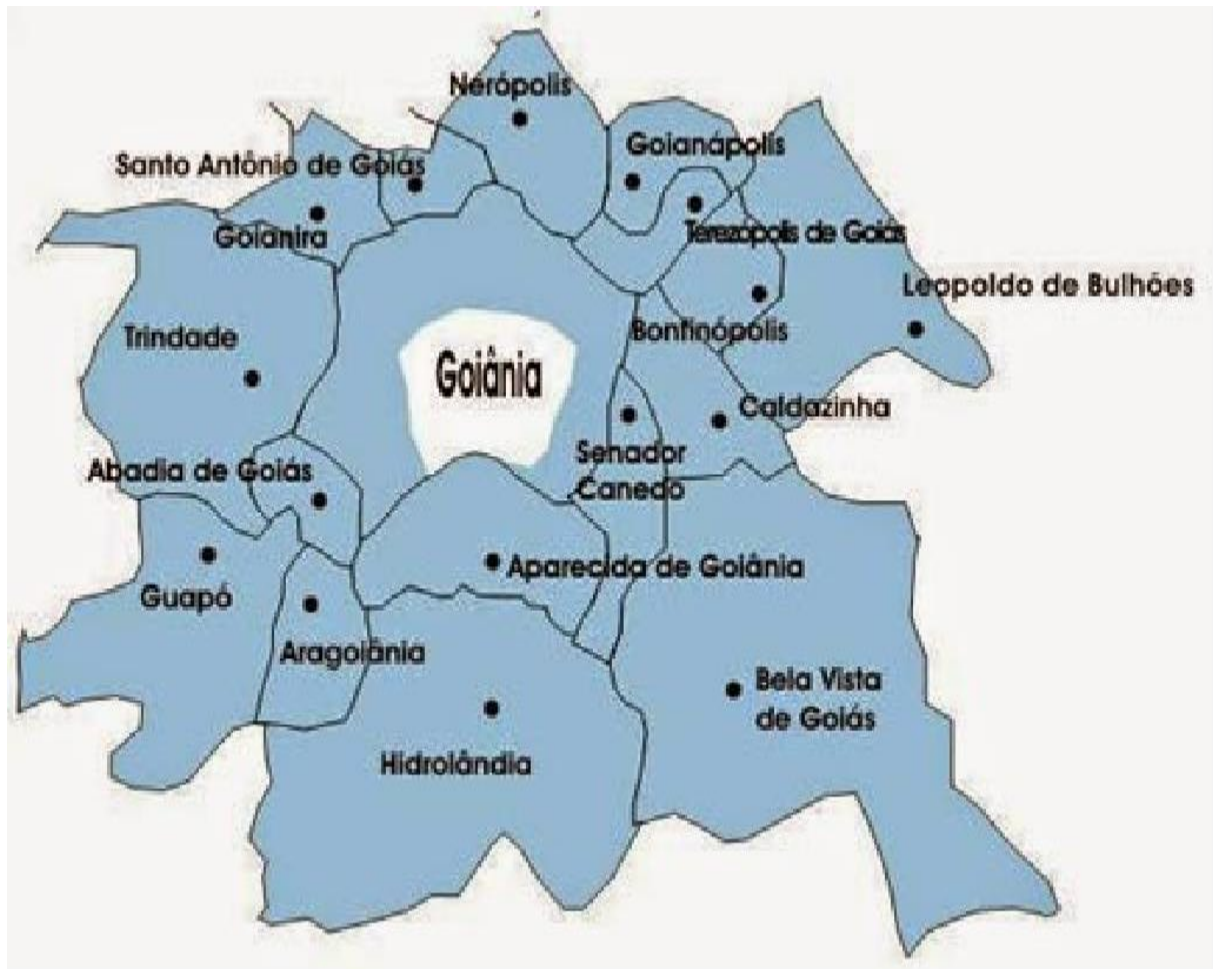 Nerópolis
Goianápolis
Santo Antônio de Goiás
Goianira
Terezópolis de Goiás
Leopoldo de Bulhões
Trindade
Bonfinópolis
Goiânia
Caldazinha
Senador
Canedo
Abadia de Goiás
Aparecida de Goiânia
Guapó
Aragoiânia
Bela Vista
de Goiás
Hidrolândia